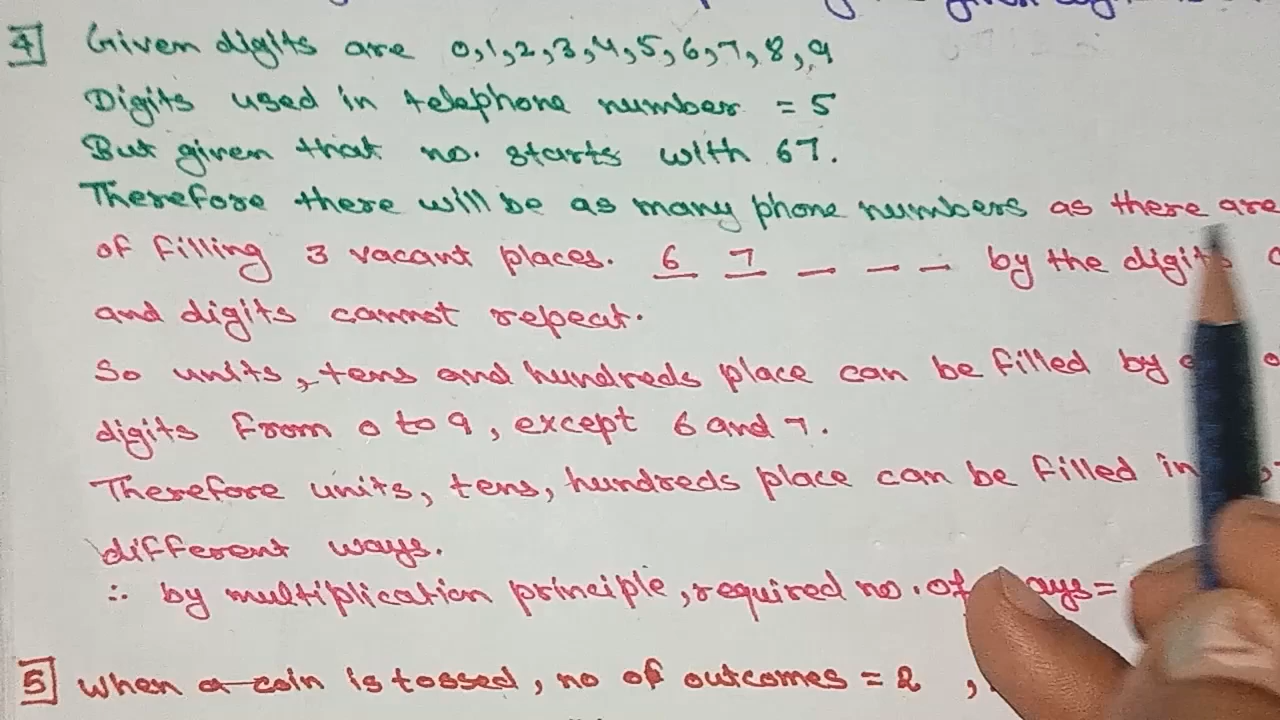 4 Given digits are 0,1,2,3,4,5,6,7,8,9
Digits used in telephone number = 5
But given that no. starts with 67.
Therefore there will be as many phone numbers as there are
of filling 3 vacant places. 6 7 _ _ _ by the digits
and digits cannot repeat.
So units, tens and hundreds place can be filled by
digits from 0 to 9, except 6 and 7.
Therefore units, tens, hundreds place can be filled in
different ways.
∴ by multiplication principle, required no. of ways =
5 When a coin is tossed, no of outcomes = 2 ,